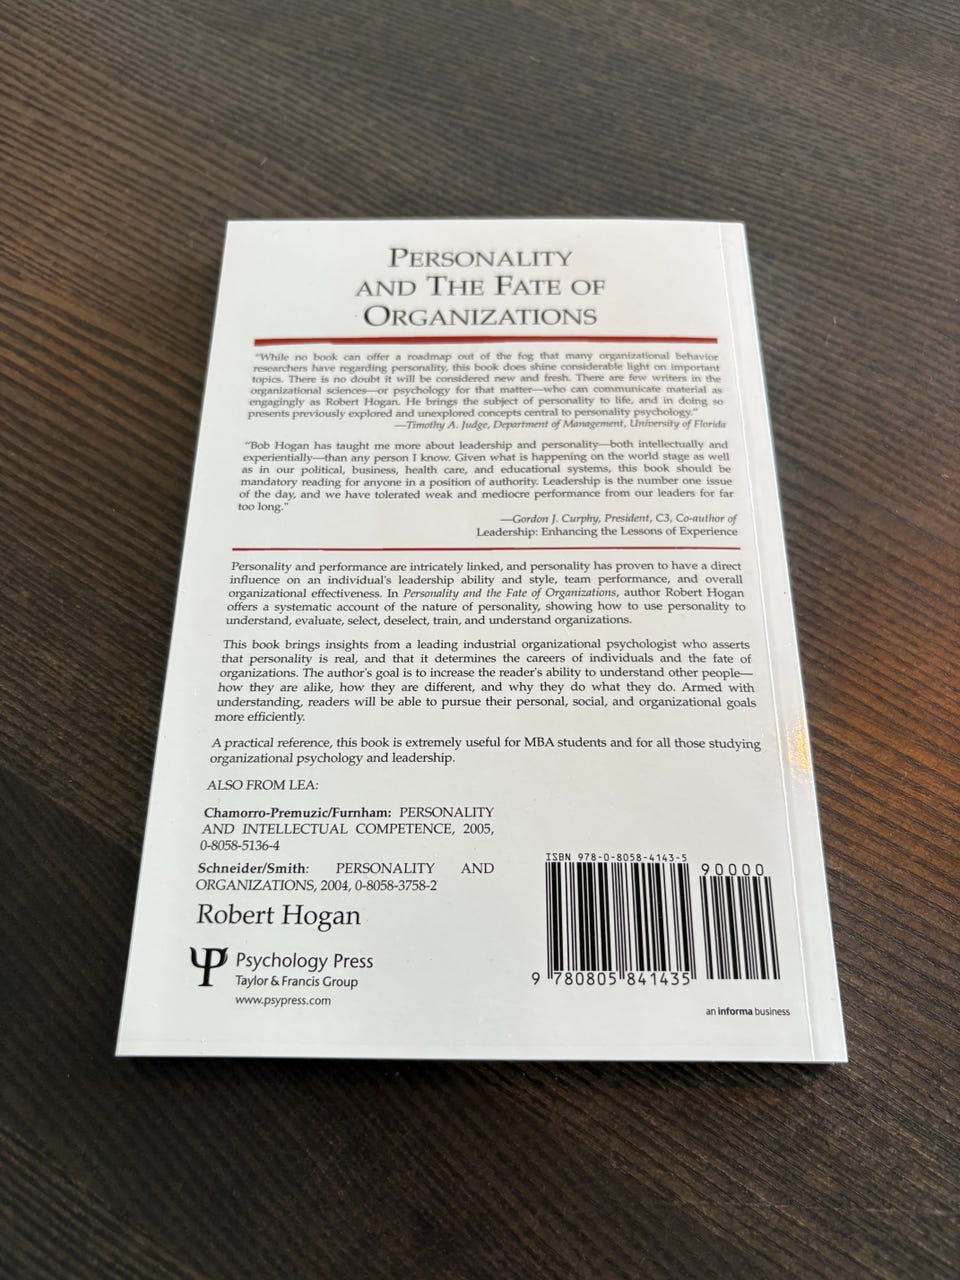 PERSONALITY
AND THE FATE OF
ORGANIZATIONS
"While no book can offer a roadmap out of the fog that many organizational behavior
researchers have regarding personality, this book does shine considerable light on important
topics. There is no doubt it will be considered new and fresh. There are few writers in the
organizational sciences—or psychology for that matter—who can communicate material as
engagingly as Robert Hogan. He brings the subject of personality to life, and in doing so
presents previously explored and unexplored concepts central to personality psychology."
—Timothy A. Judge, Department of Management, University of Florida
"Bob Hogan has taught me more about leadership and personality—both intellectually and
experientially—than any person I know. Given what is happening on the world stage as well
as in our political, business, health care, and educational systems, this book should be
mandatory reading for anyone in a position of authority. Leadership is the number one issue
of the day, and we have tolerated weak and mediocre performance from our leaders for far
too long."
—Gordon J. Curphy, President, C3, Co-author of
Leadership: Enhancing the Lessons of Experience
Personality and performance are intricately linked, and personality has proven to have a direct
influence on an individual's leadership ability and style, team performance, and overall
organizational effectiveness. In Personality and the Fate of Organizations, author Robert Hogan
offers a systematic account of the nature of personality, showing how to use personality to
understand, evaluate, select, deselect, train, and understand organizations.
This book brings insights from a leading industrial organizational psychologist who asserts
that personality is real, and that it determines the careers of individuals and the fate of
organizations. The author's goal is to increase the reader's ability to understand other people—
how they are alike, how they are different, and why they do what they do. Armed with
understanding, readers will be able to pursue their personal, social, and organizational goals
more efficiently.
A practical reference, this book is extremely useful for MBA students and for all those studying
organizational psychology and leadership.
ALSO FROM LEA:
Chamorro-Premuzic/Furnham: PERSONALITY
AND INTELLECTUAL COMPETENCE, 2005,
0-8058-5136-4
Schneider/Smith: PERSONALITY AND
ORGANIZATIONS, 2004, 0-8058-3758-2
Robert Hogan
Psychology Press
Taylor & Francis Group
www.psypress.com
ISBN 978-0-8058-4143-5
90000
9 780805 841435
an informa business